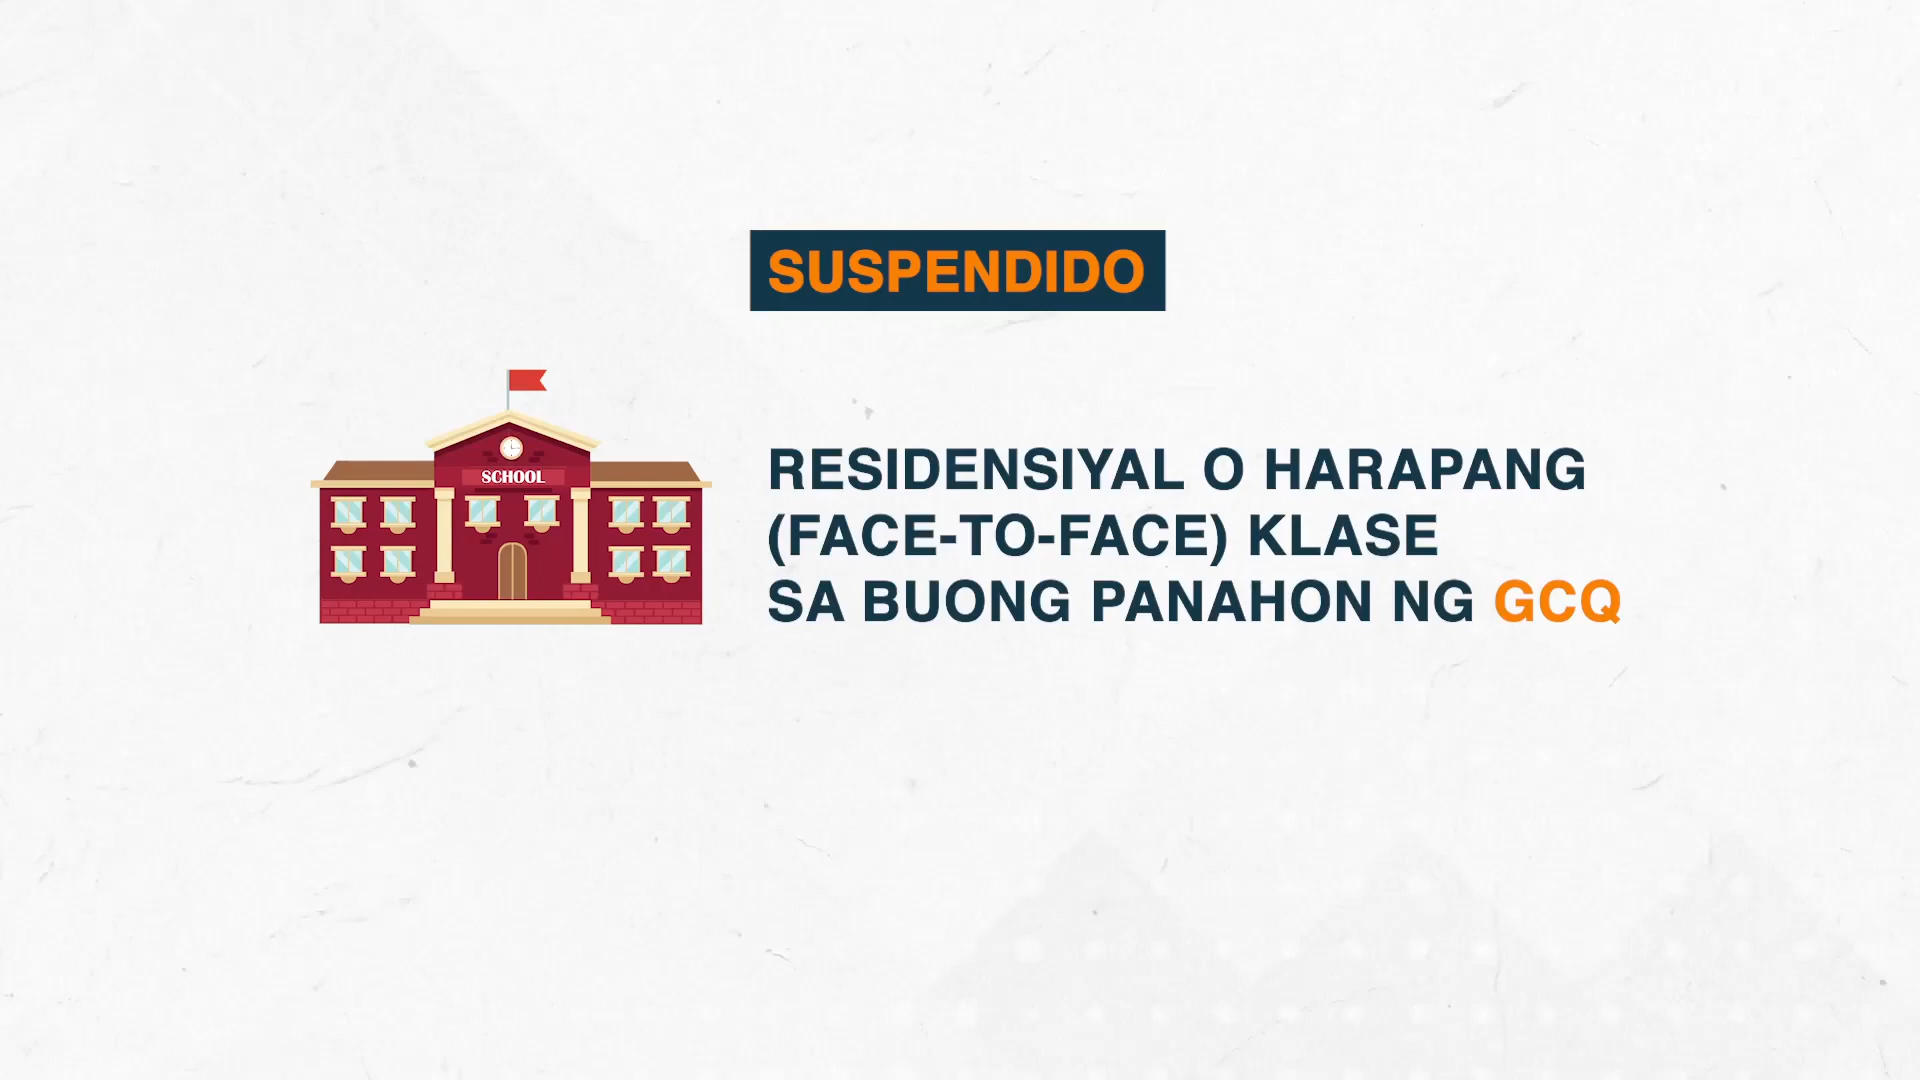 SUSPENDIDO
SCHOOL
RESIDENSIYAL O HARAPANG
(FACE-TO-FACE) KLASE
SA BUONG PANAHON NG GCQ